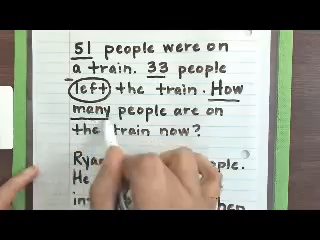 51 people were on
a train. 33 people
left the train. How
many people are on
the train now?
Ryan
He